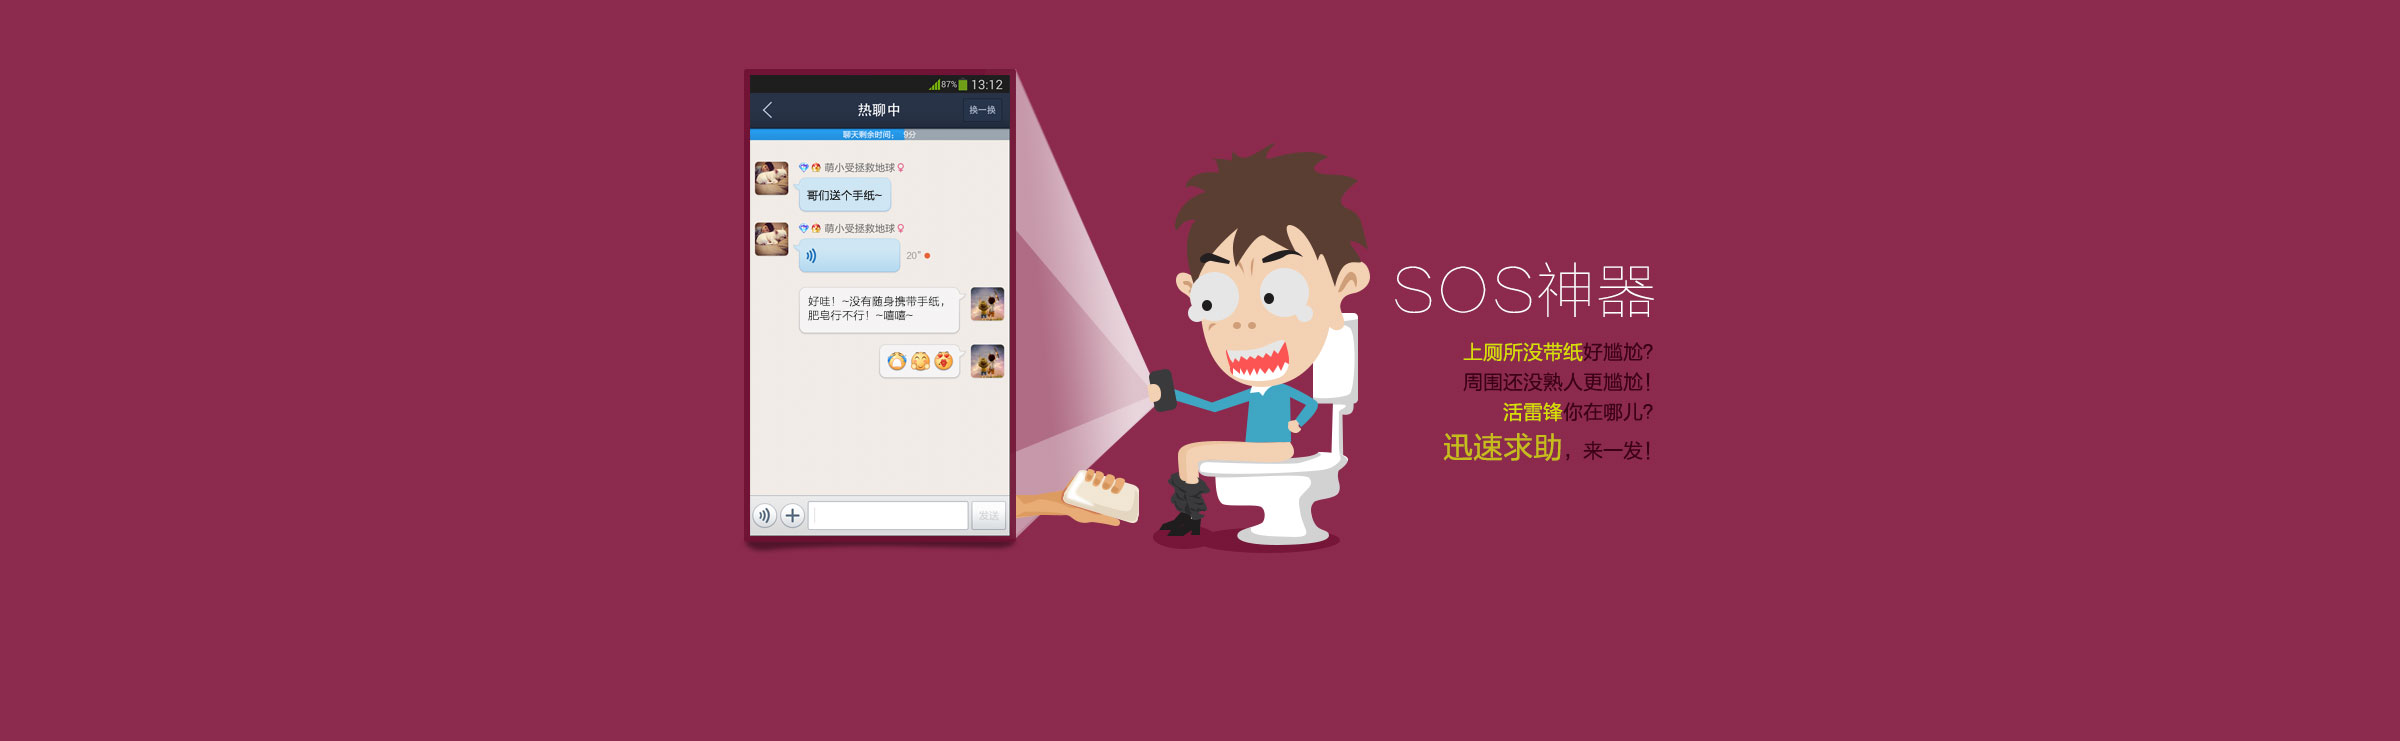 87% 13:12
热聊中
换一换
聊天剩余时间： 9分
萌小受拯救地球
哥们送个手纸~
萌小受拯救地球
20"
好哇！~没有随身携带手纸，
肥皂行不行！~嘻嘻~
发送
SOS神器
上厕所没带纸好尴尬?
周围还没熟人更尴尬!
活雷锋你在哪儿?
迅速求助，来一发!